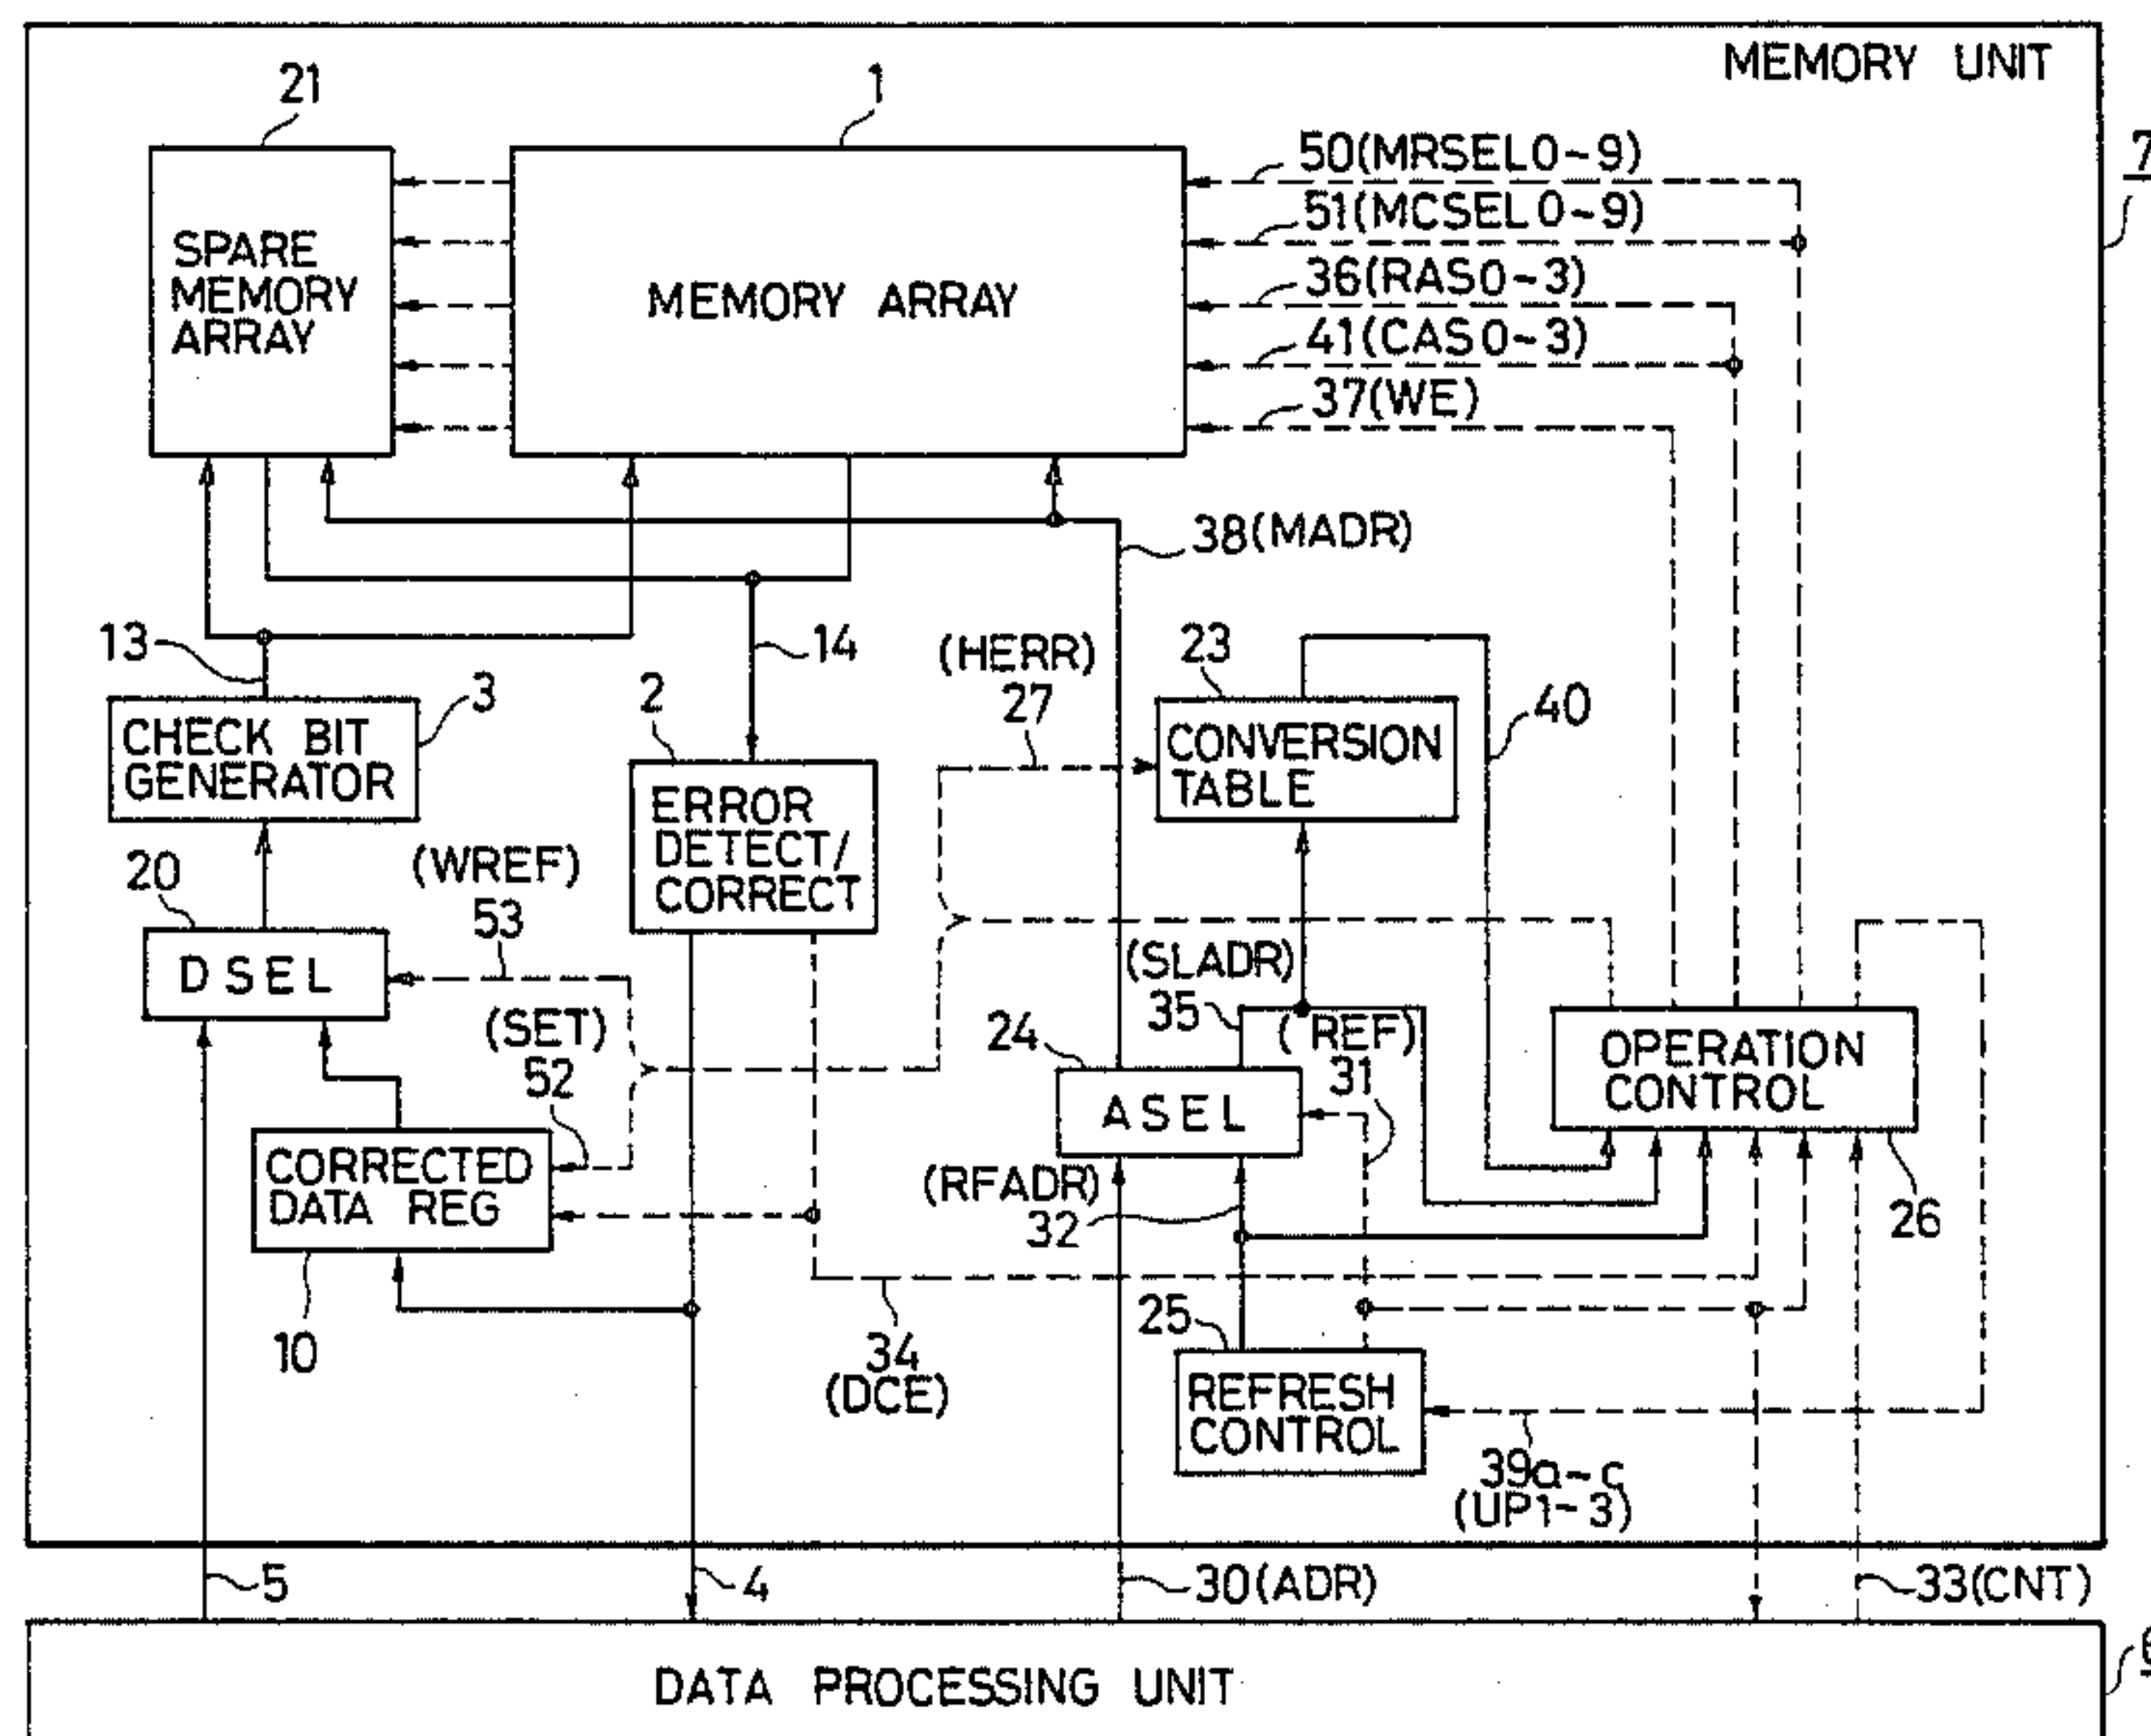 MEMORY UNIT
21
1
7
50(MRSEL0~9)
51(MCSEL0~9)
36(RAS0~3)
41(CAS0~3)
37(WE)
SPARE
MEMORY
ARRAY
MEMORY ARRAY
38(MADR)
13
14
(HERR)
27
23
40
3
2
CHECK BIT
GENERATOR
CONVERSION
TABLE
ERROR
DETECT/
CORRECT
20
(WREF)
53
DSEL
(SET)
52
(SLADR)
35
(REF)
31
24
ASEL
OPERATION
CONTROL
26
CORRECTED
DATA REG
10
(RFADR)
32
34
(DCE)
25
REFRESH
CONTROL
39a~c
(UP1~3)
5
4
30(ADR)
33(CNT)
DATA PROCESSING UNIT